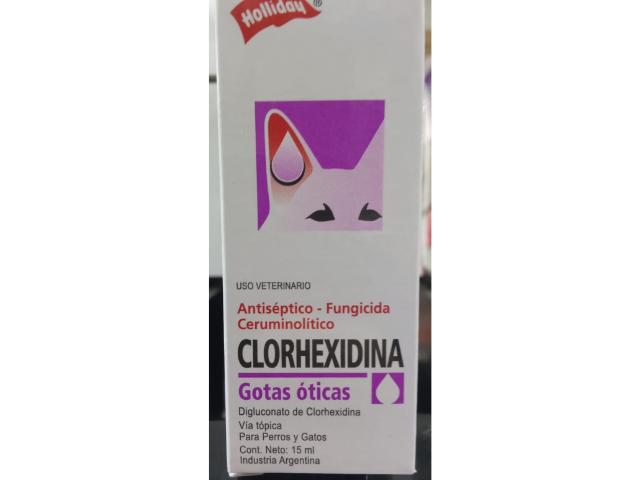 Holliday ®
USO VETERINARIO
Antiséptico - Fungicida
Ceruminolítico
CLORHEXIDINA
Gotas óticas
Digluconato de Clorhexidina
Vía tópica
Para Perros y Gatos
Cont. Neto: 15 ml
Industria Argentina